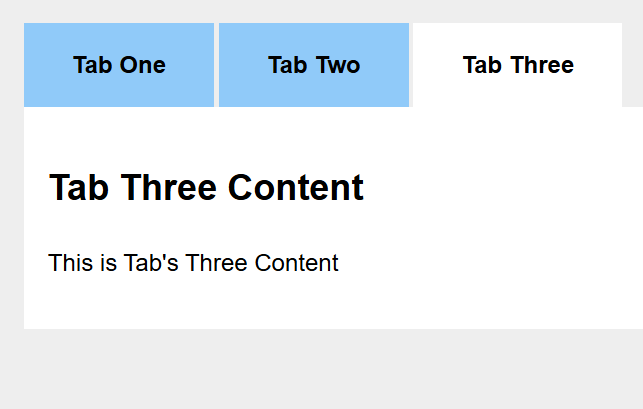 Tab One Tab Two Tab Three
Tab Three Content
This is Tab's Three Content